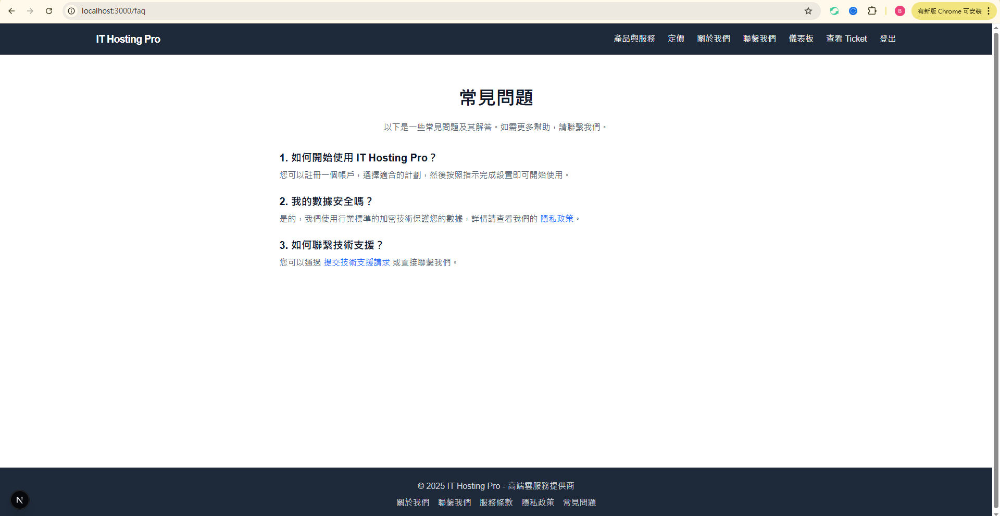 localhost:3000/faq
B
有新版 Chrome 可安裝
IT Hosting Pro
產品與服務 定價 關於我們 聯繫我們 儀表板 查看 Ticket 登出
常見問題
以下是一些常見問題及其解答。如需更多幫助，請聯繫我們。
1. 如何開始使用 IT Hosting Pro？
您可以註冊一個帳戶，選擇適合的計劃，然後按照指示完成設置即可開始使用。
2. 我的數據安全嗎？
是的，我們使用行業標準的加密技術保護您的數據，詳情請查看我們的 隱私政策。
3. 如何聯繫技術支援？
您可以通過 提交技術支援請求 或直接聯繫我們。
© 2025 IT Hosting Pro - 高端雲服務提供商
關於我們 聯繫我們 服務條款 隱私政策 常見問題
N